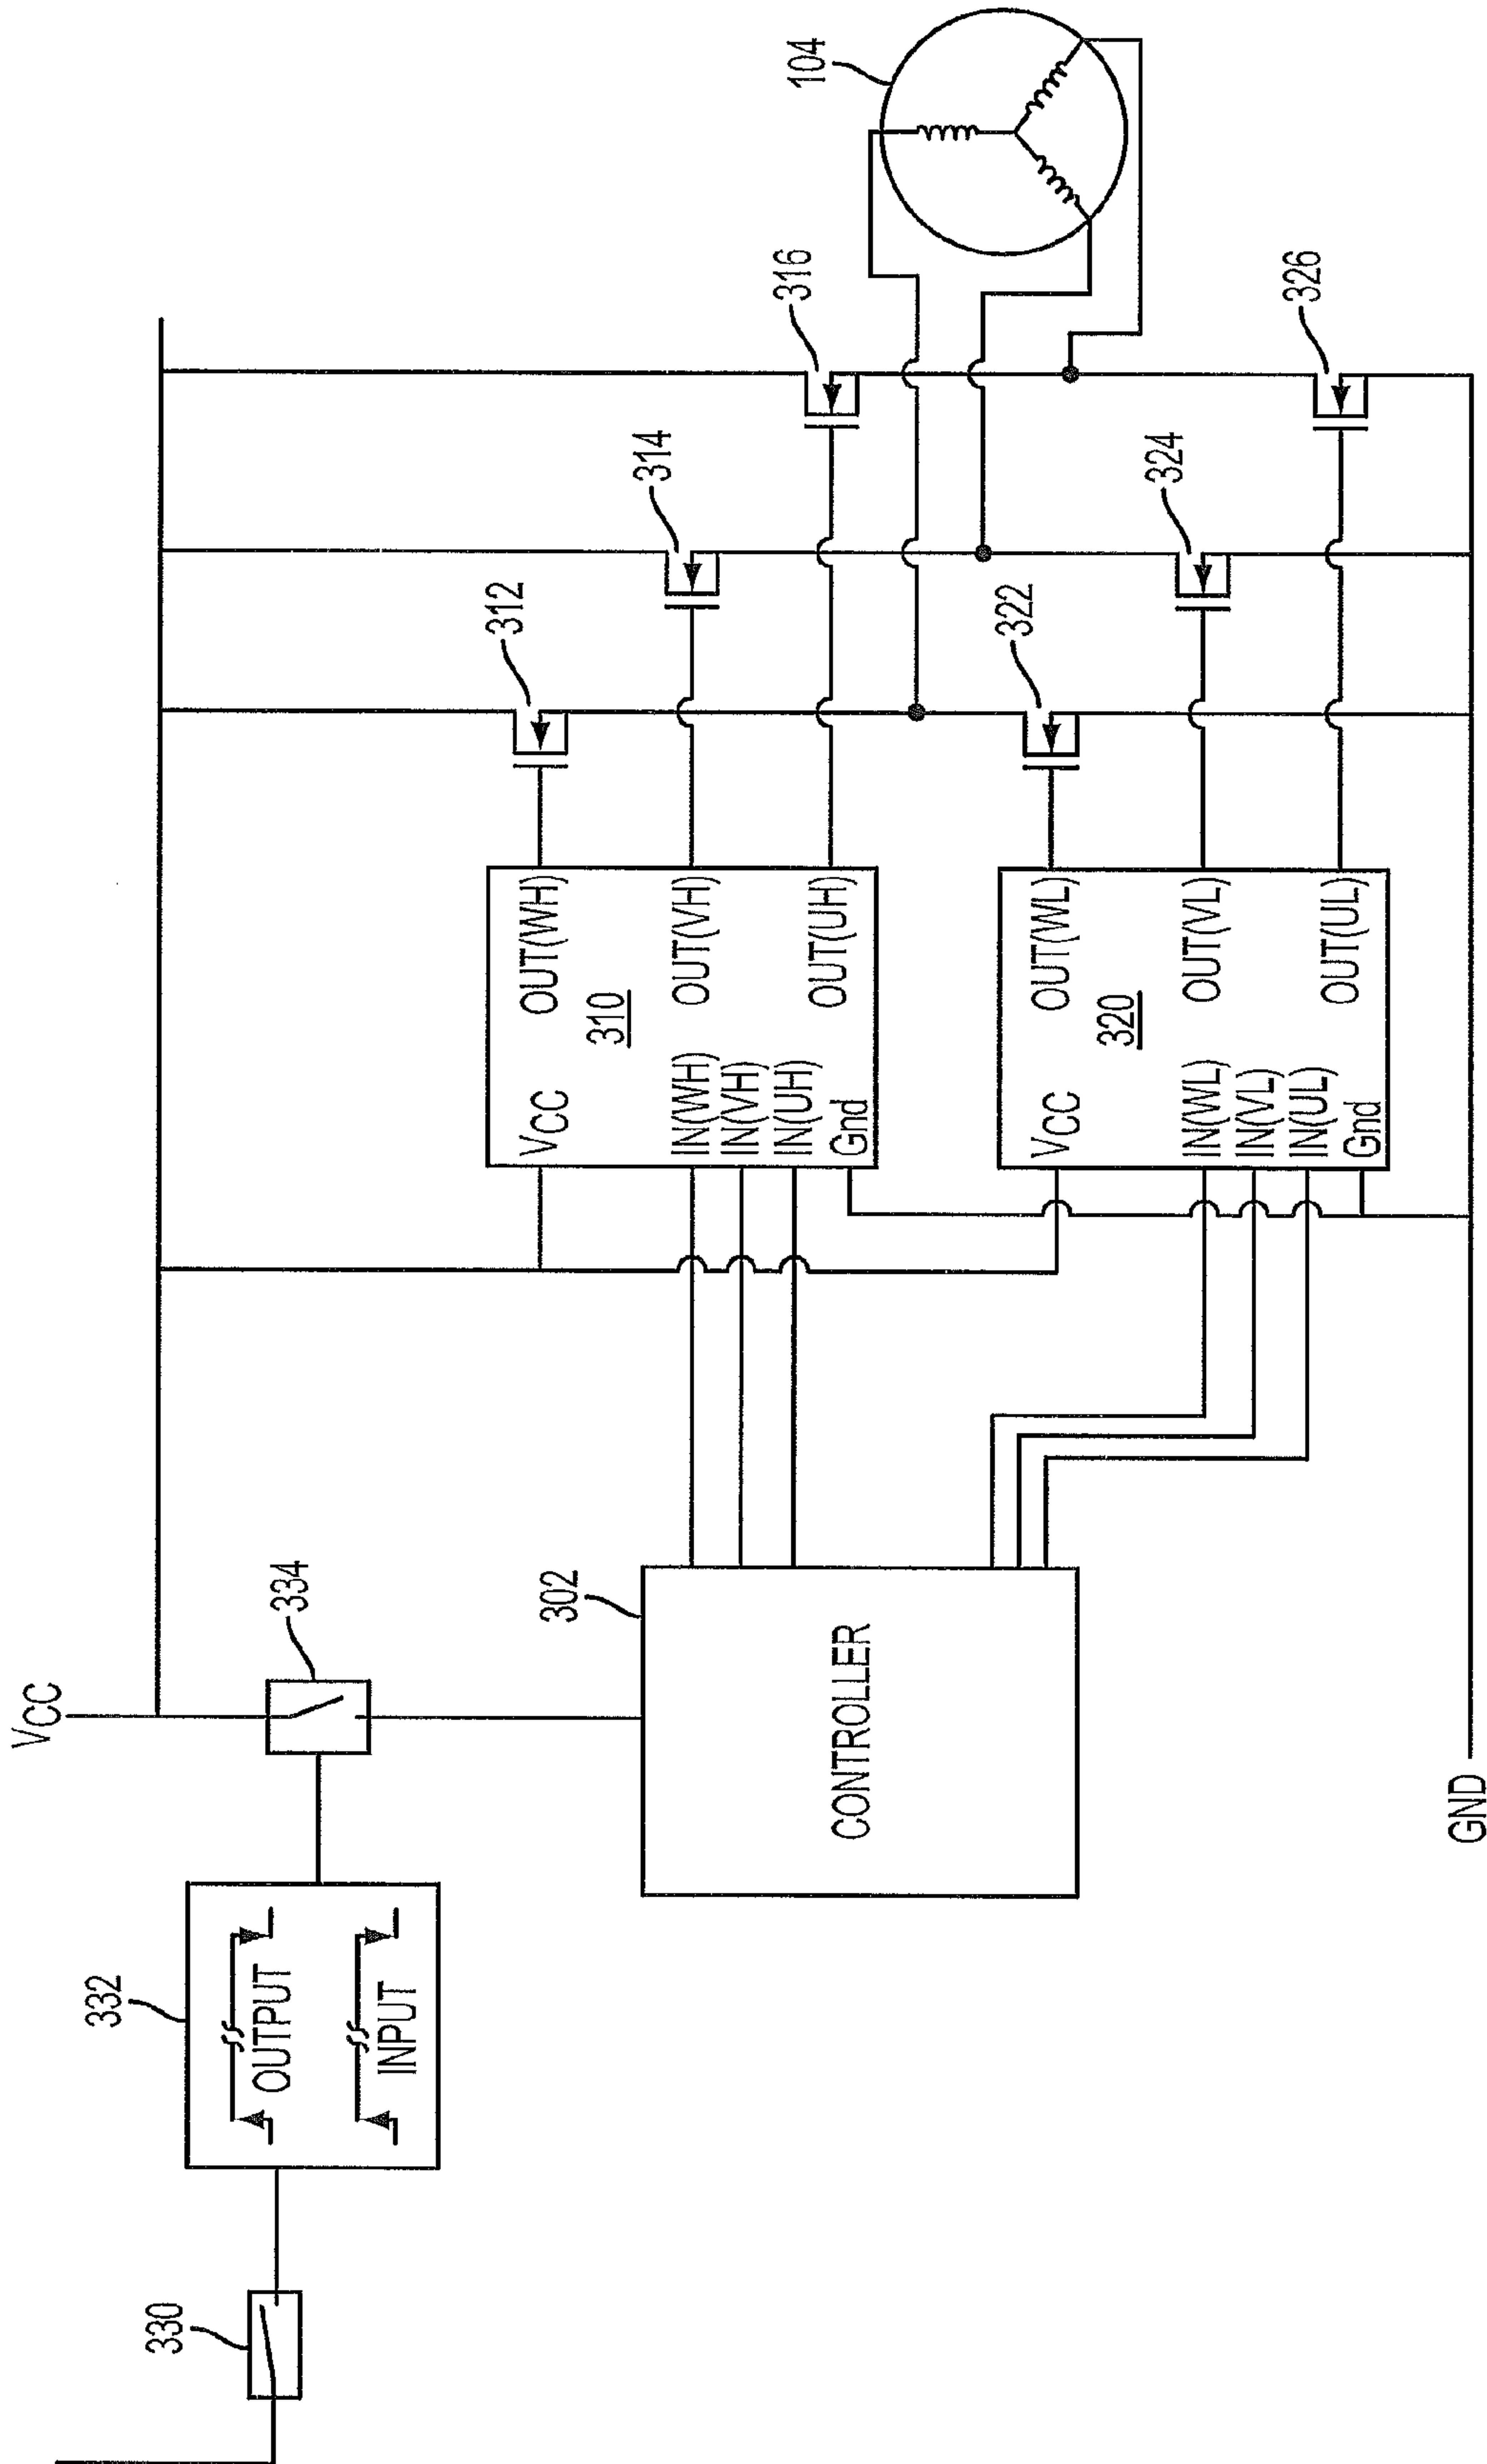 VCC
330
332
OUTPUT
INPUT
334
302
CONTROLLER
GND
VCC
OUT(WH)
310
IN(WH)
OUT(VH)
IN(VH)
IN(UH)
OUT(UH)
Gnd
VCC
OUT(WL)
320
IN(WL)
OUT(VL)
IN(VL)
IN(UL)
OUT(UL)
Gnd
312
314
316
322
324
326
104